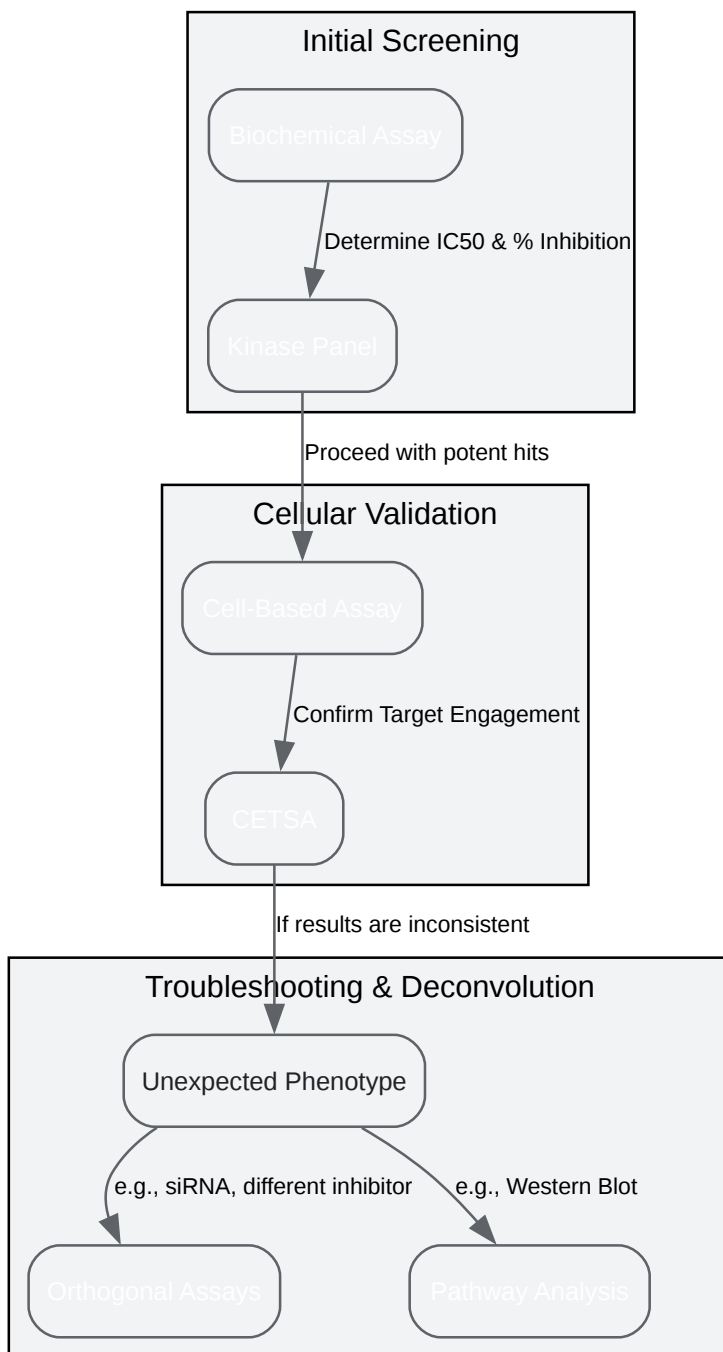 Initial Screening
Biochemical Assay
Determine IC50 & % Inhibition
Kinase Panel
Proceed with potent hits
Cellular Validation
Cell-Based Assay
Confirm Target Engagement
CETSA
If results are inconsistent
Troubleshooting & Deconvolution
Unexpected Phenotype
e.g., siRNA, different inhibitor
e.g., Western Blot
Orthogonal Assays
Pathway Analysis